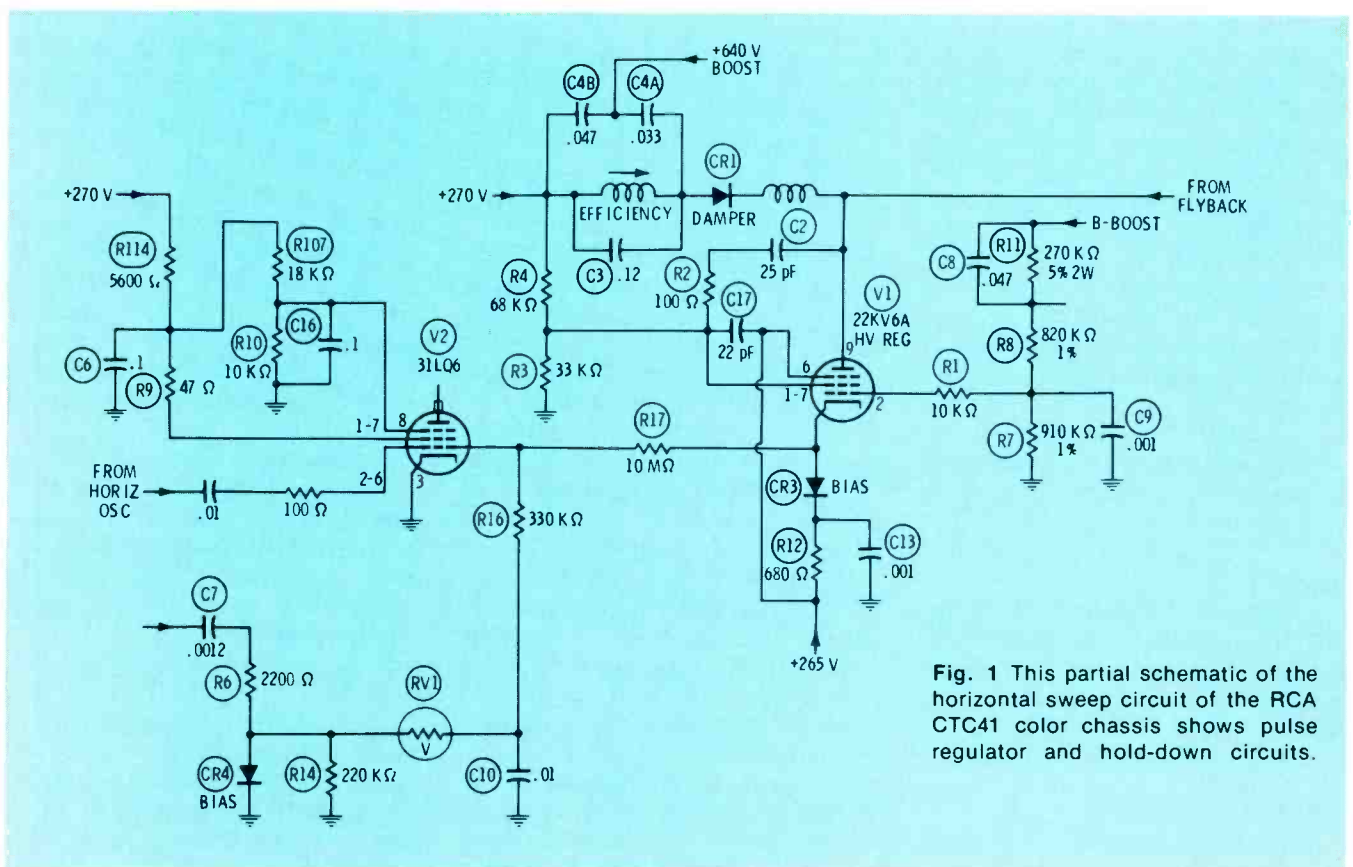 +640 V
BOOST
C4B
C4A
.047
.033
+270 V
CR1
+270 V
EFFICIENCY
DAMPER
FROM
FLYBACK
B-BOOST
R114
5600 Ω
R107
18 KΩ
C2
25 pF
C3
.12
R4
68 KΩ
R2
100 Ω
C17
22 pF
V1
22KV6A
HV REG
C8
.047
R11
270 KΩ
5% 2W
C6
.1
R9
47 Ω
R10
10 KΩ
C16
.1
V2
31LQ6
R3
33 KΩ
9
6
1-7
2
R8
820 KΩ
1%
R1
10 KΩ
R7
910 KΩ
1%
C9
.001
1-7
8
R17
10 MΩ
FROM
HORIZ
OSC
2-6
3
.01
100 Ω
CR3
BIAS
R16
330 KΩ
R12
680 Ω
C13
.001
C7
.0012
+265 V
R6
2200 Ω
RV1
V
CR4
BIAS
R14
220 KΩ
C10
.01
Fig. 1 This partial schematic of the
horizontal sweep circuit of the RCA
CTC41 color chassis shows pulse
regulator and hold-down circuits.